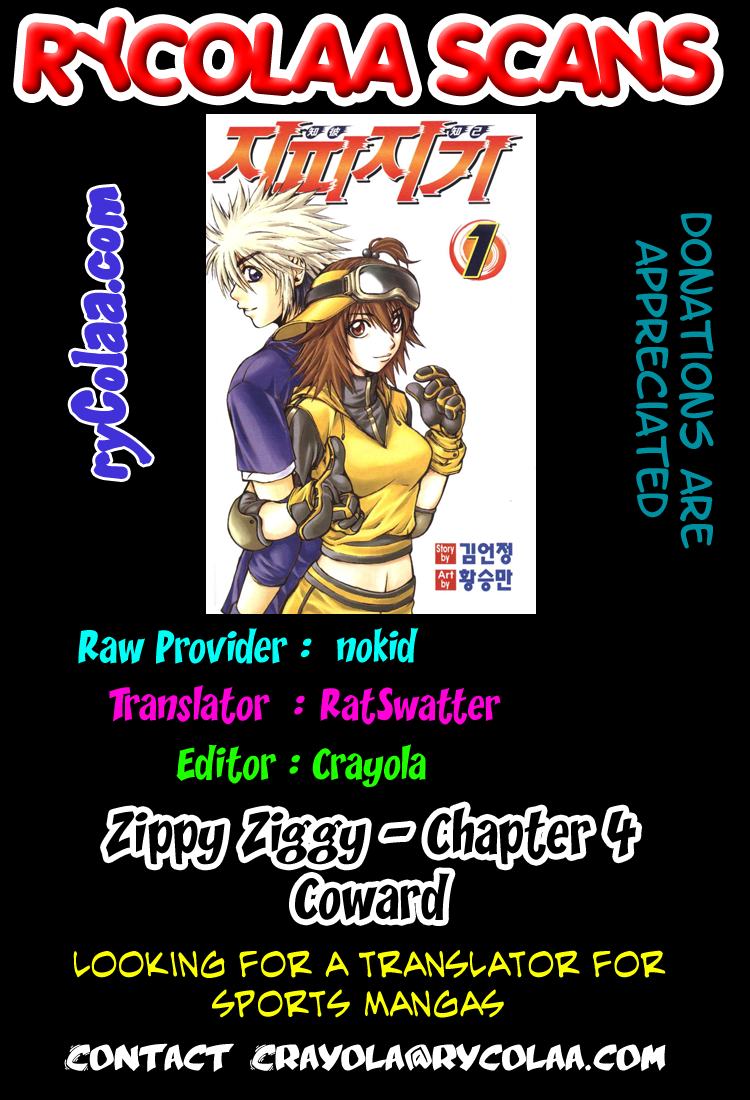 RYCOLAA SCANS
ryColaa.com
지피지기
知彼 知己
1
Story by 김언정
Art by 황승만
DONATIONS ARE
APPRECIATED
Raw Provider : nokid
Translator : RatSwatter
Editor : Crayola
Zippy Ziggy - Chapter 4
Coward
LOOKING FOR A TRANSLATOR FOR
SPORTS MANGAS
CONTACT CRAYOLA@RYCOLAA.COM